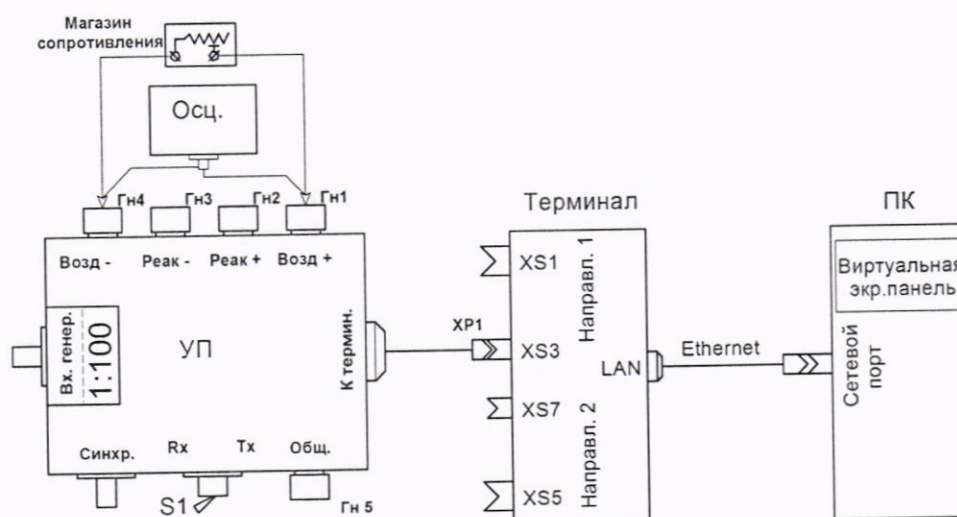 Магазин
сопротивления
Осц.
Гн4
Гн3
Гн2
Гн1
Возд -
Реак -
Реак +
Возд +
Вх. генер.
1:100
УП
К термин.
Синхр.
Rx
Tx
Общ.
S1
Гн 5
XP1
Терминал
XS1
XS3
XS7
XS5
Направл. 1
Направл. 2
LAN
Ethernet
ПК
Виртуальная
экр.панель
Сетевой
порт